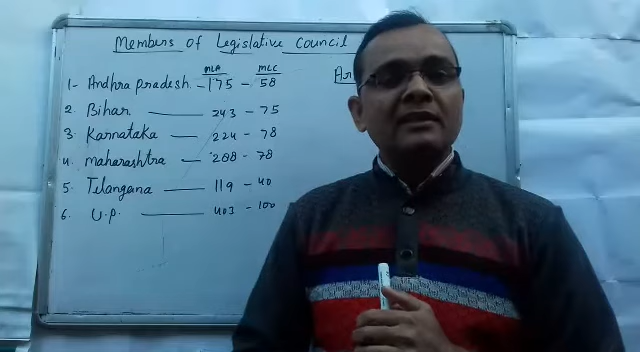 Members of Legislative Council
MLA MLC
1- Andhra pradesh - 175 - 58
2 Bihar — 243 - 75
3 Karnataka — 224 - 78
4. maharashtra — 288 - 78
5. Telangana — 119 - 40
6. U.P. — 403 - 100